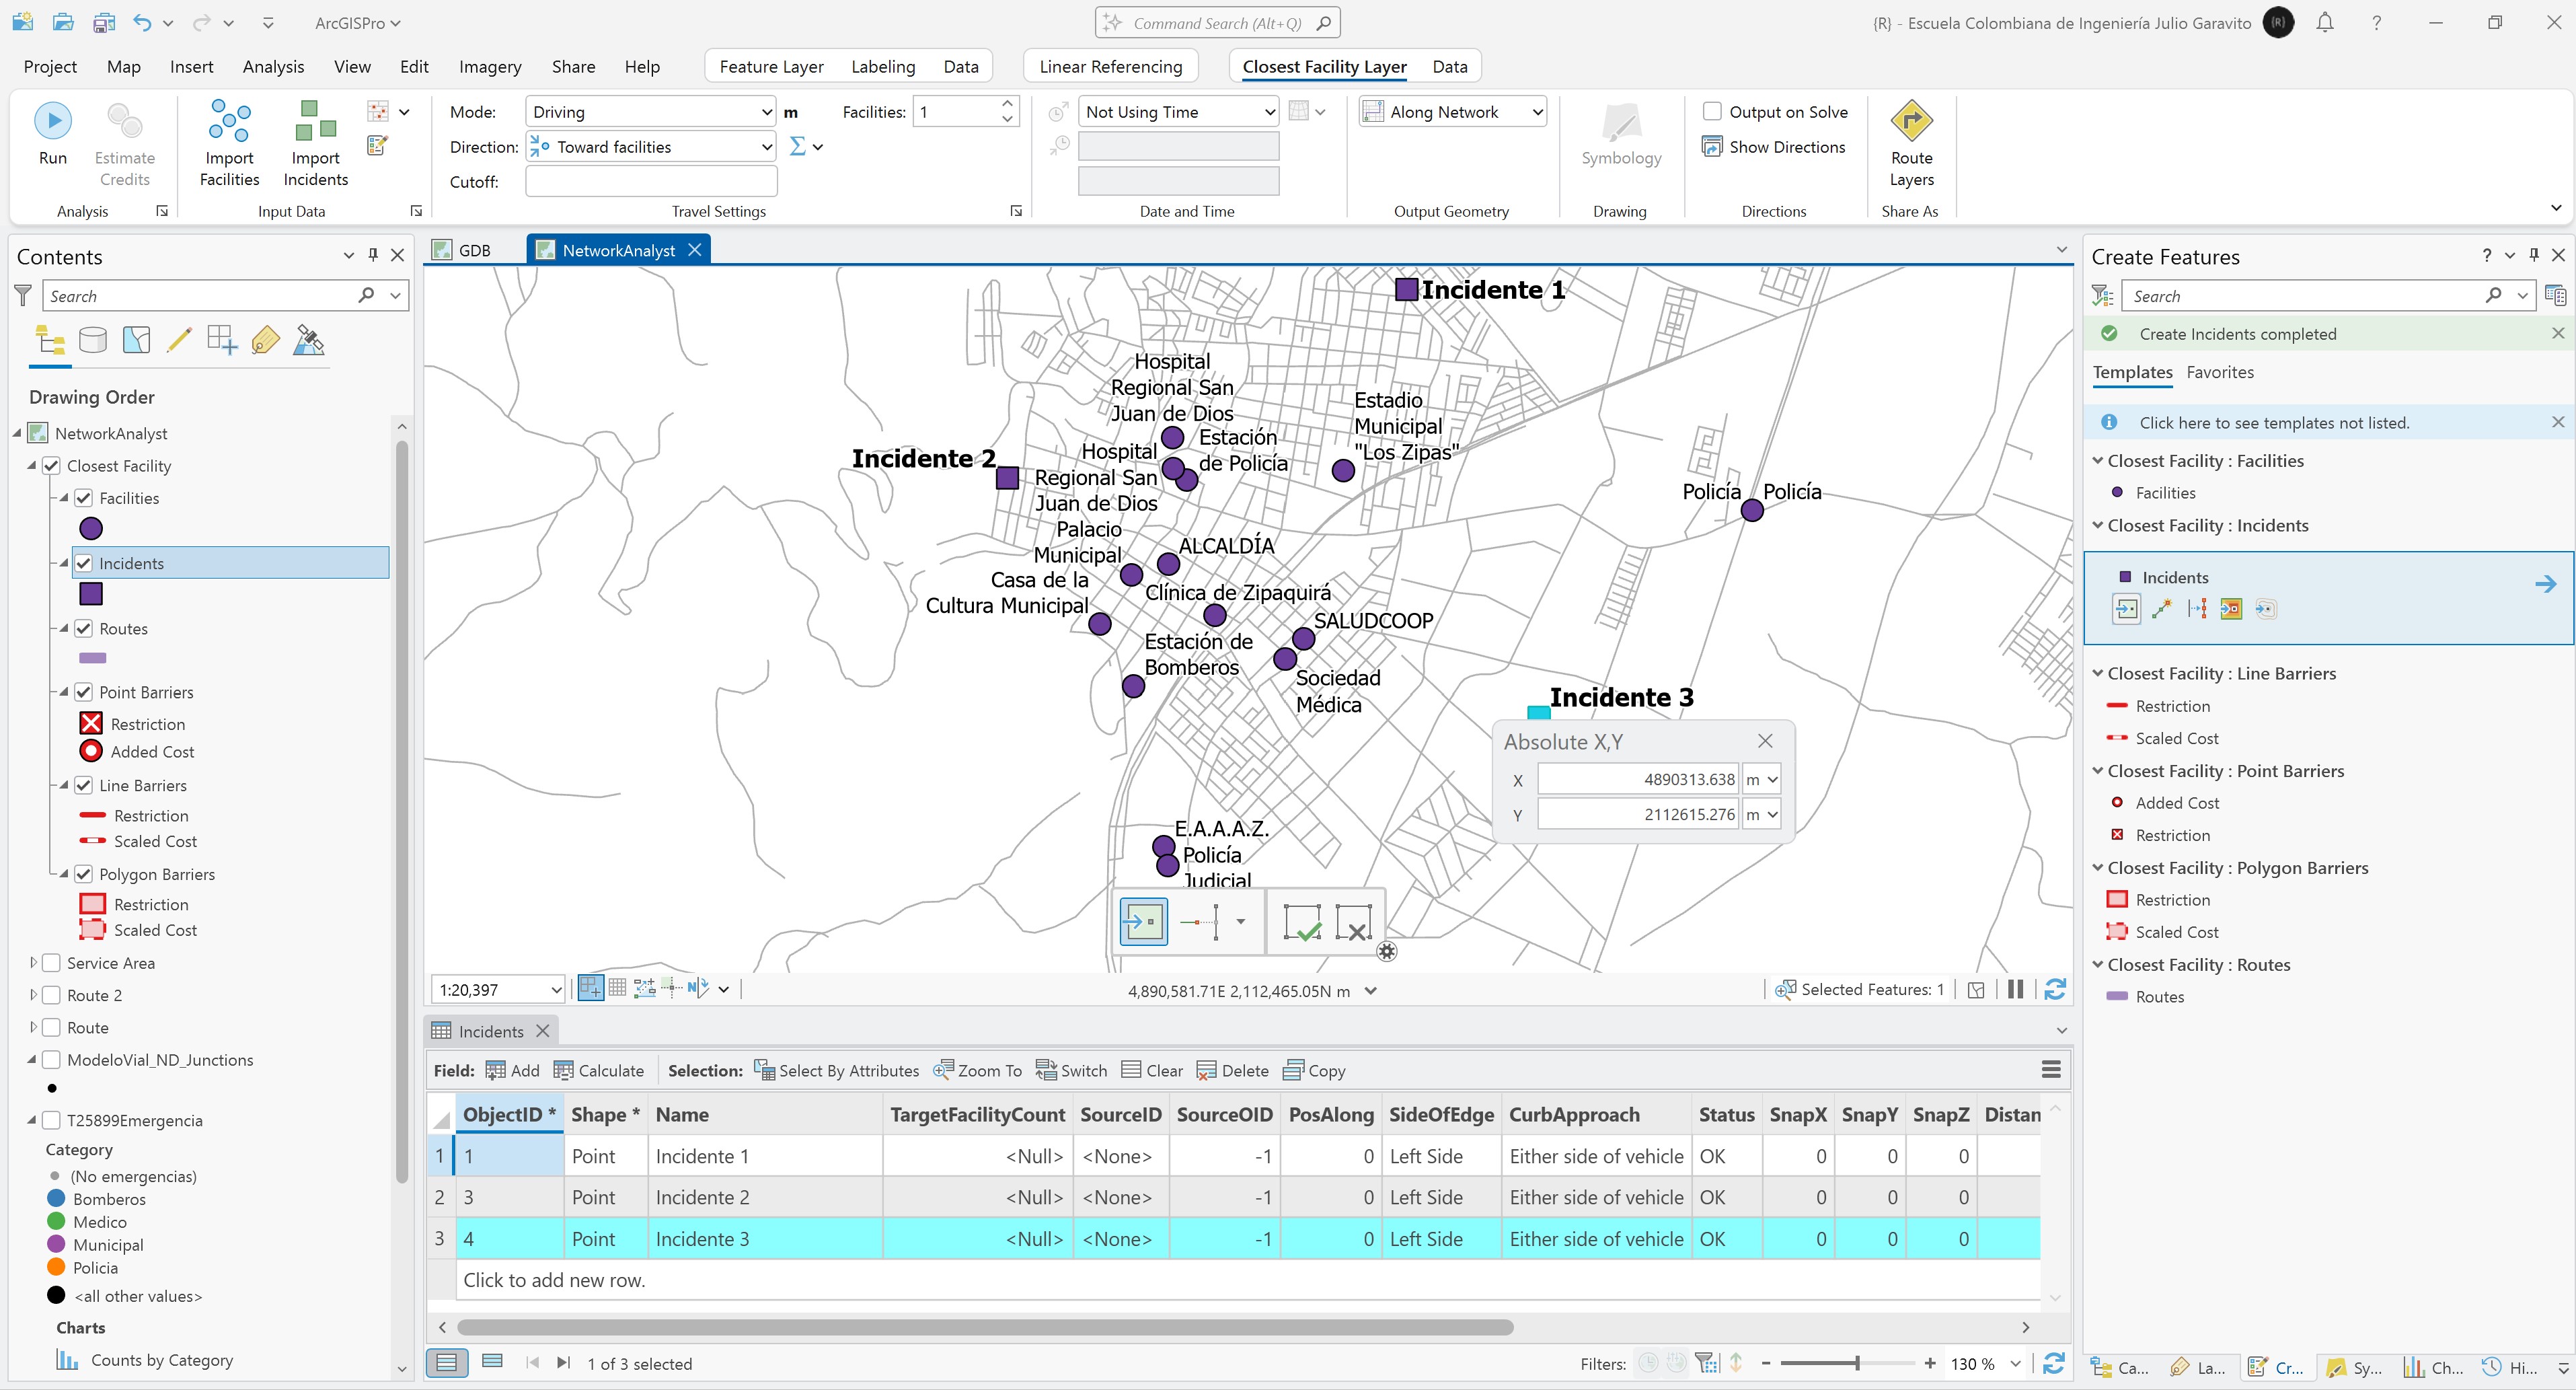 ArcGISPro
Command Search (Alt+Q)
{R} - Escuela Colombiana de Ingeniería Julio Garavito
{R}
Project Map Insert Analysis View Edit Imagery Share Help Feature Layer Labeling Data Linear Referencing Closest Facility Layer Data
Run
Estimate Credits
Import Facilities
Import Incidents
Mode: Driving m
Direction: Toward facilities
Cutoff:
Facilities: 1
Not Using Time
Along Network
Symbology
Output on Solve
Show Directions
Route Layers
Analysis Input Data Travel Settings Date and Time Output Geometry Drawing Directions Share As
Contents
Search
Drawing Order
NetworkAnalyst
Closest Facility
Facilities
Incidents
Routes
Point Barriers
Restriction
Added Cost
Line Barriers
Restriction
Scaled Cost
Polygon Barriers
Restriction
Scaled Cost
Service Area
Route 2
Route
ModeloVial_ND_Junctions
T25899Emergencia
Category
(No emergencias)
Bomberos
Medico
Municipal
Policia
<all other values>
Charts
Counts by Category
GDB NetworkAnalyst
Incidente 1
Hospital
Regional San
Juan de Dios
Estadio
Municipal
"Los Zipas"
Estación
de Policía
Incidente 2
Hospital
Regional San
Juan de Dios
Policía Policía
Palacio
Municipal
ALCALDÍA
Casa de la
Cultura Municipal
Clínica de Zipaquirá
SALUDCOOP
Estación de
Bomberos
Sociedad
Médica
Incidente 3
Absolute X,Y
X 4890313.638 m
Y 2112615.276 m
E.A.A.A.Z.
Policía
Judicial
1:20,397
4,890,581.71E 2,112,465.05N m
Selected Features: 1
Incidents
Field: Add Calculate Selection: Select By Attributes Zoom To Switch Clear Delete Copy
ObjectID * Shape * Name TargetFacilityCount SourceID SourceOID PosAlong SideOfEdge CurbApproach Status SnapX SnapY SnapZ Distan
1 1 Point Incidente 1 <Null> <None> -1 0 Left Side Either side of vehicle OK 0 0 0
2 3 Point Incidente 2 <Null> <None> -1 0 Left Side Either side of vehicle OK 0 0 0
3 4 Point Incidente 3 <Null> <None> -1 0 Left Side Either side of vehicle OK 0 0 0
Click to add new row.
1 of 3 selected
Filters:
130 %
Create Features
Search
Create Incidents completed
Templates Favorites
Click here to see templates not listed.
Closest Facility : Facilities
Facilities
Closest Facility : Incidents
Incidents
Closest Facility : Line Barriers
Restriction
Scaled Cost
Closest Facility : Point Barriers
Added Cost
Restriction
Closest Facility : Polygon Barriers
Restriction
Scaled Cost
Closest Facility : Routes
Routes
Ca... La... Cr... Sy... Ch... Hi...